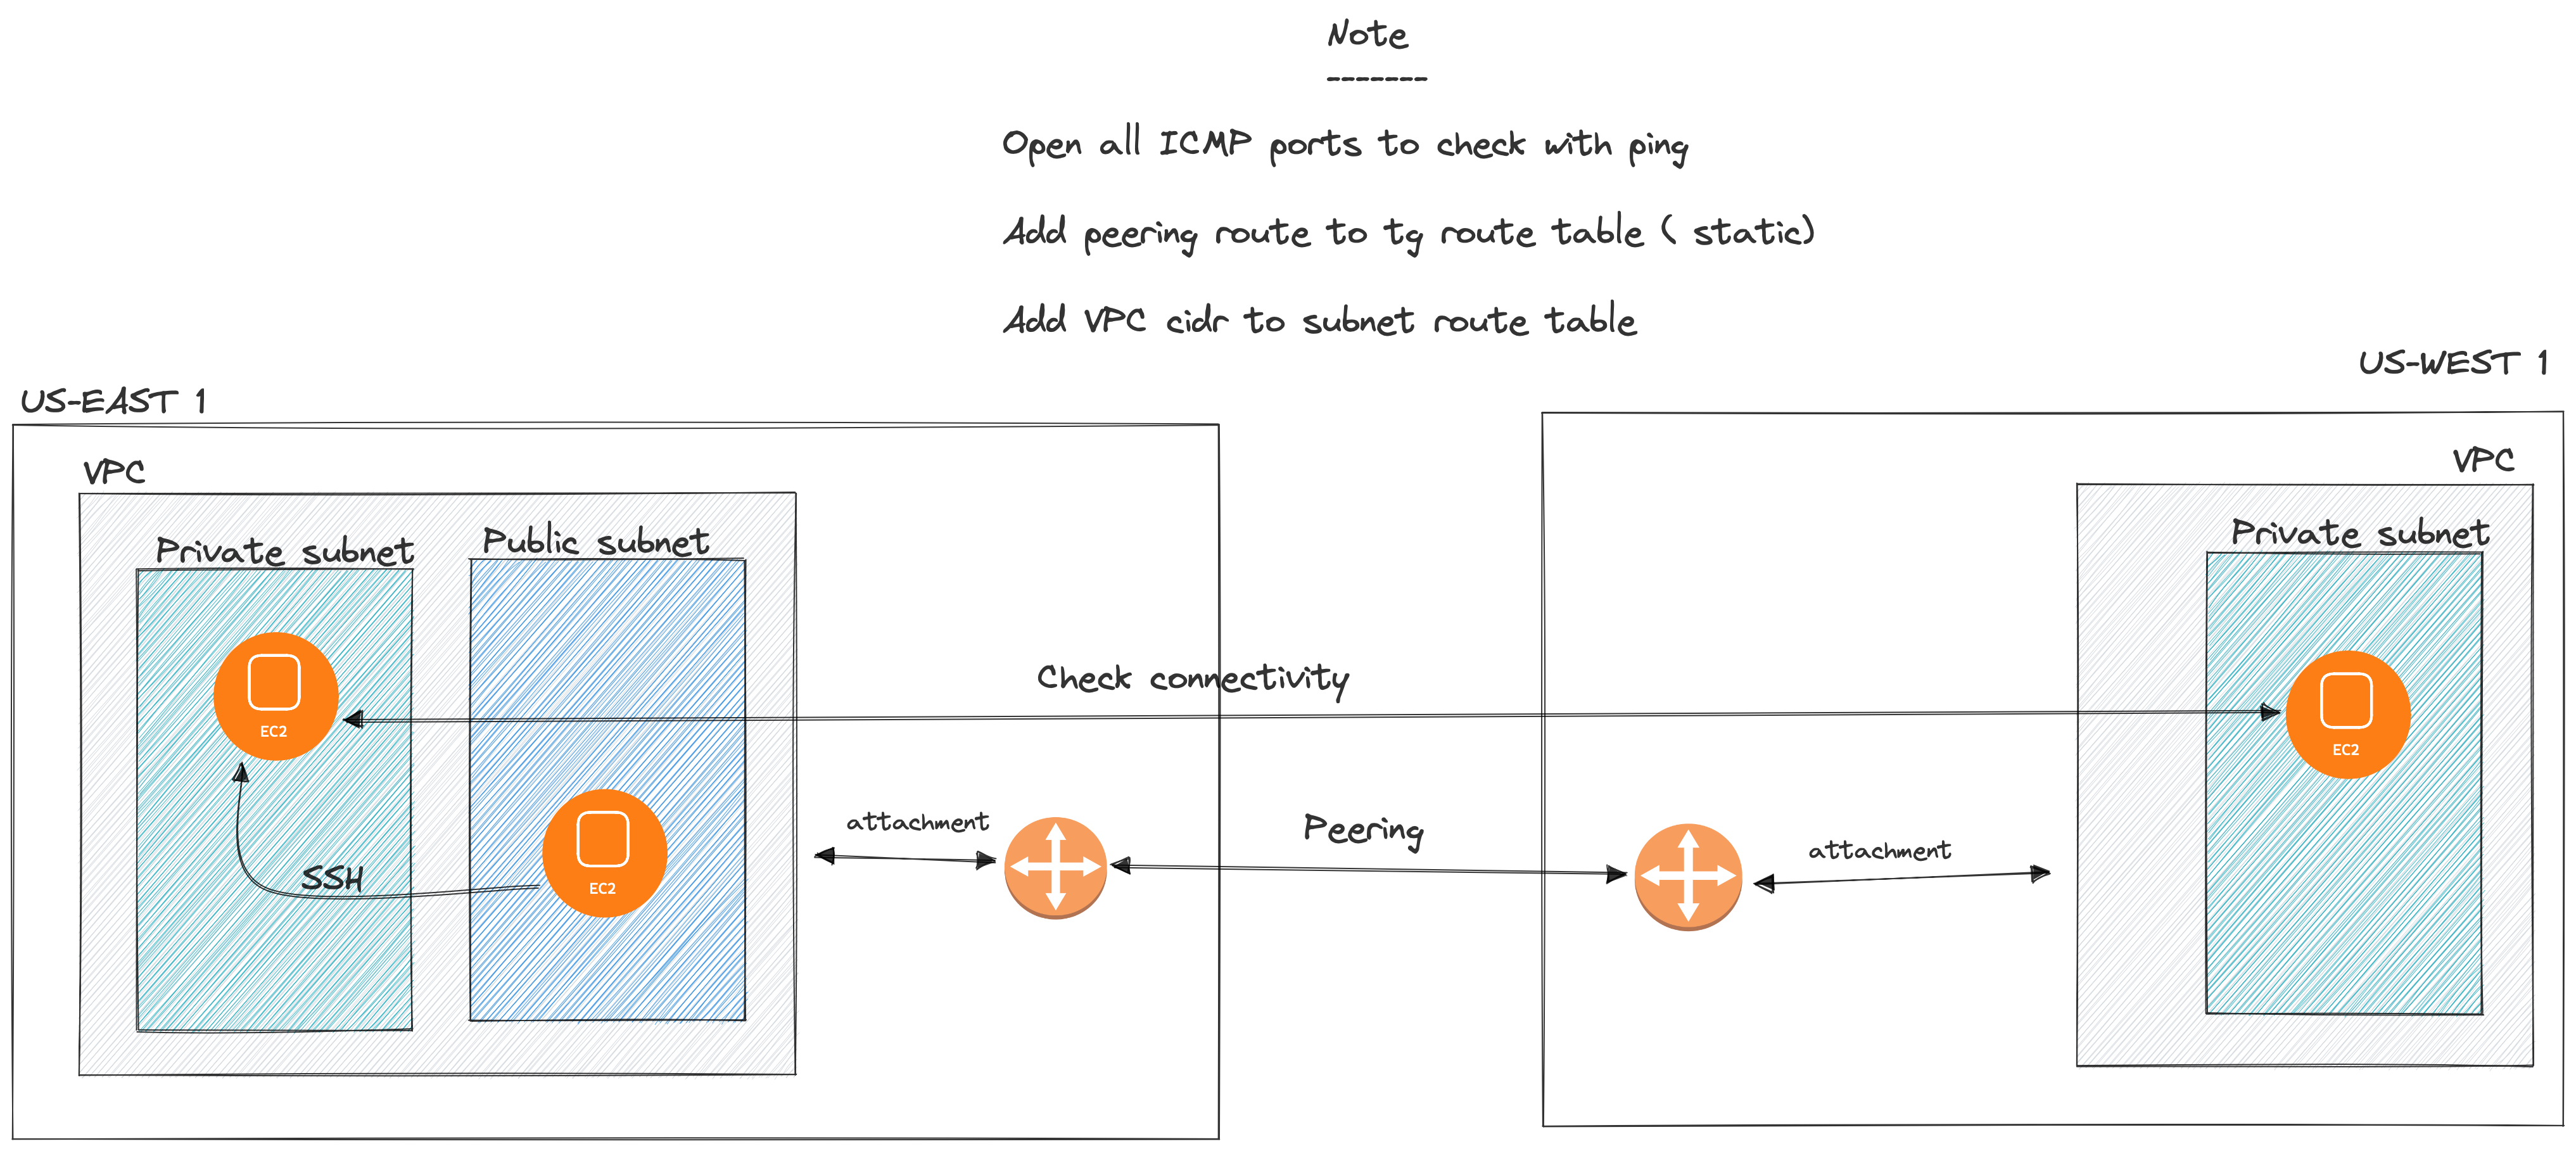 Note
-------
Open all ICMP ports to check with ping
Add peering route to tg route table ( static)
Add VPC cidr to subnet route table
US-EAST 1
US-WEST 1
VPC
VPC
Private subnet
Public subnet
Private subnet
EC2
Check connectivity
EC2
attachment
Peering
attachment
SSH
EC2